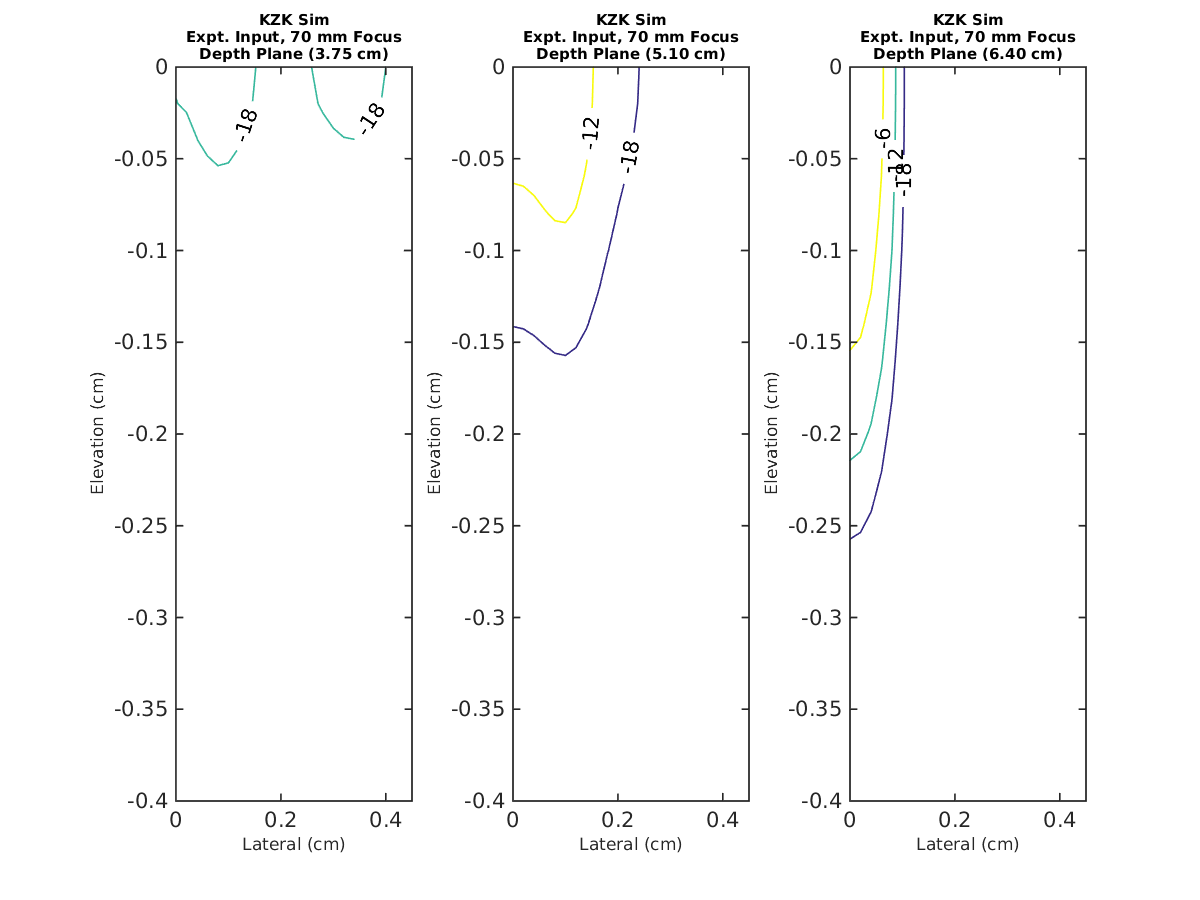 KZK Sim
Expt. Input, 70 mm Focus
Depth Plane (3.75 cm)
0
-0.05
-0.1
-0.15
-0.2
-0.25
-0.3
-0.35
-0.4
-18
-18
0
0.2
0.4
Elevation (cm)
Lateral (cm)
KZK Sim
Expt. Input, 70 mm Focus
Depth Plane (5.10 cm)
0
-0.05
-0.1
-0.15
-0.2
-0.25
-0.3
-0.35
-0.4
-12
-18
0
0.2
0.4
Elevation (cm)
Lateral (cm)
KZK Sim
Expt. Input, 70 mm Focus
Depth Plane (6.40 cm)
0
-0.05
-0.1
-0.15
-0.2
-0.25
-0.3
-0.35
-0.4
-6
-12
-18
0
0.2
0.4
Elevation (cm)
Lateral (cm)